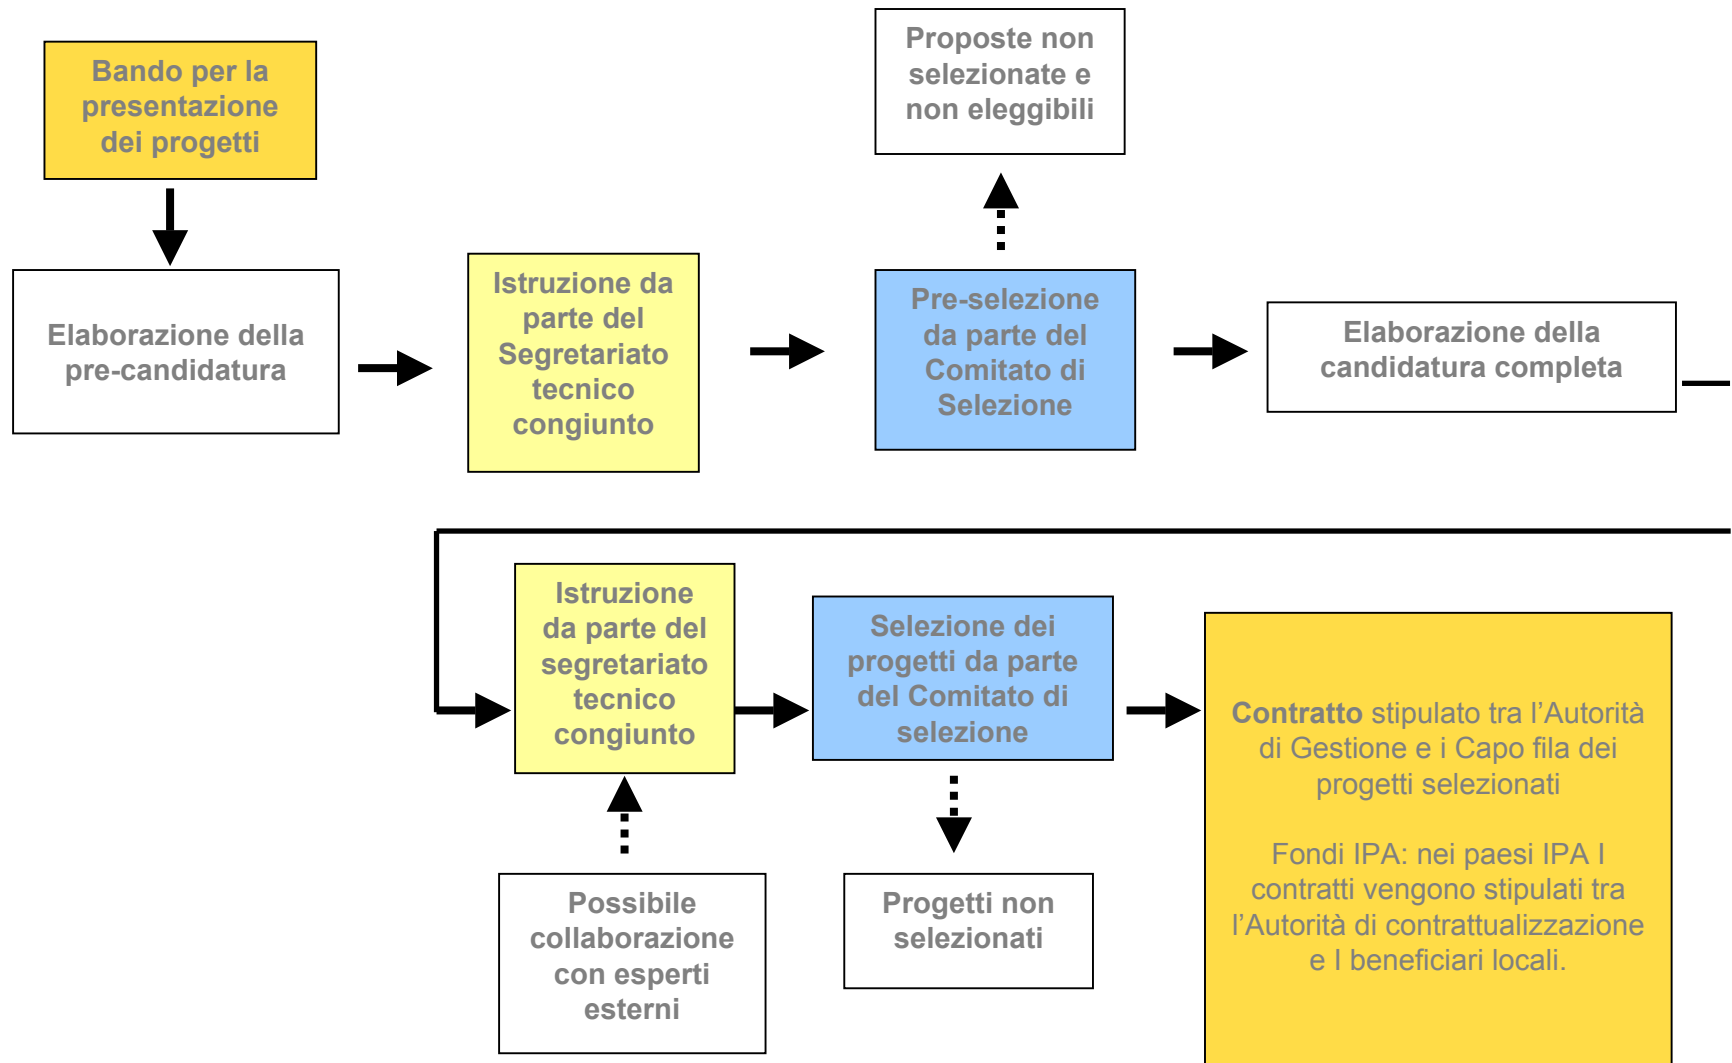 Bando per la
presentazione
dei progetti
Proposte non
selezionate e
non eleggibili
Elaborazione della
pre-candidatura
Istruzione da
parte del
Segretariato
tecnico
congiunto
Pre-selezione
da parte del
Comitato di
Selezione
Elaborazione della
candidatura completa
Istruzione
da parte del
segretariato
tecnico
congiunto
Selezione dei
progetti da parte
del Comitato di
selezione
Contratto stipulato tra l’Autorità
di Gestione e i Capo fila dei
progetti selezionati
Fondi IPA: nei paesi IPA I
contratti vengono stipulati tra
l’Autorità di contrattualizzazione
e I beneficiari locali.
Possibile
collaborazione
con esperti
esterni
Progetti non
selezionati